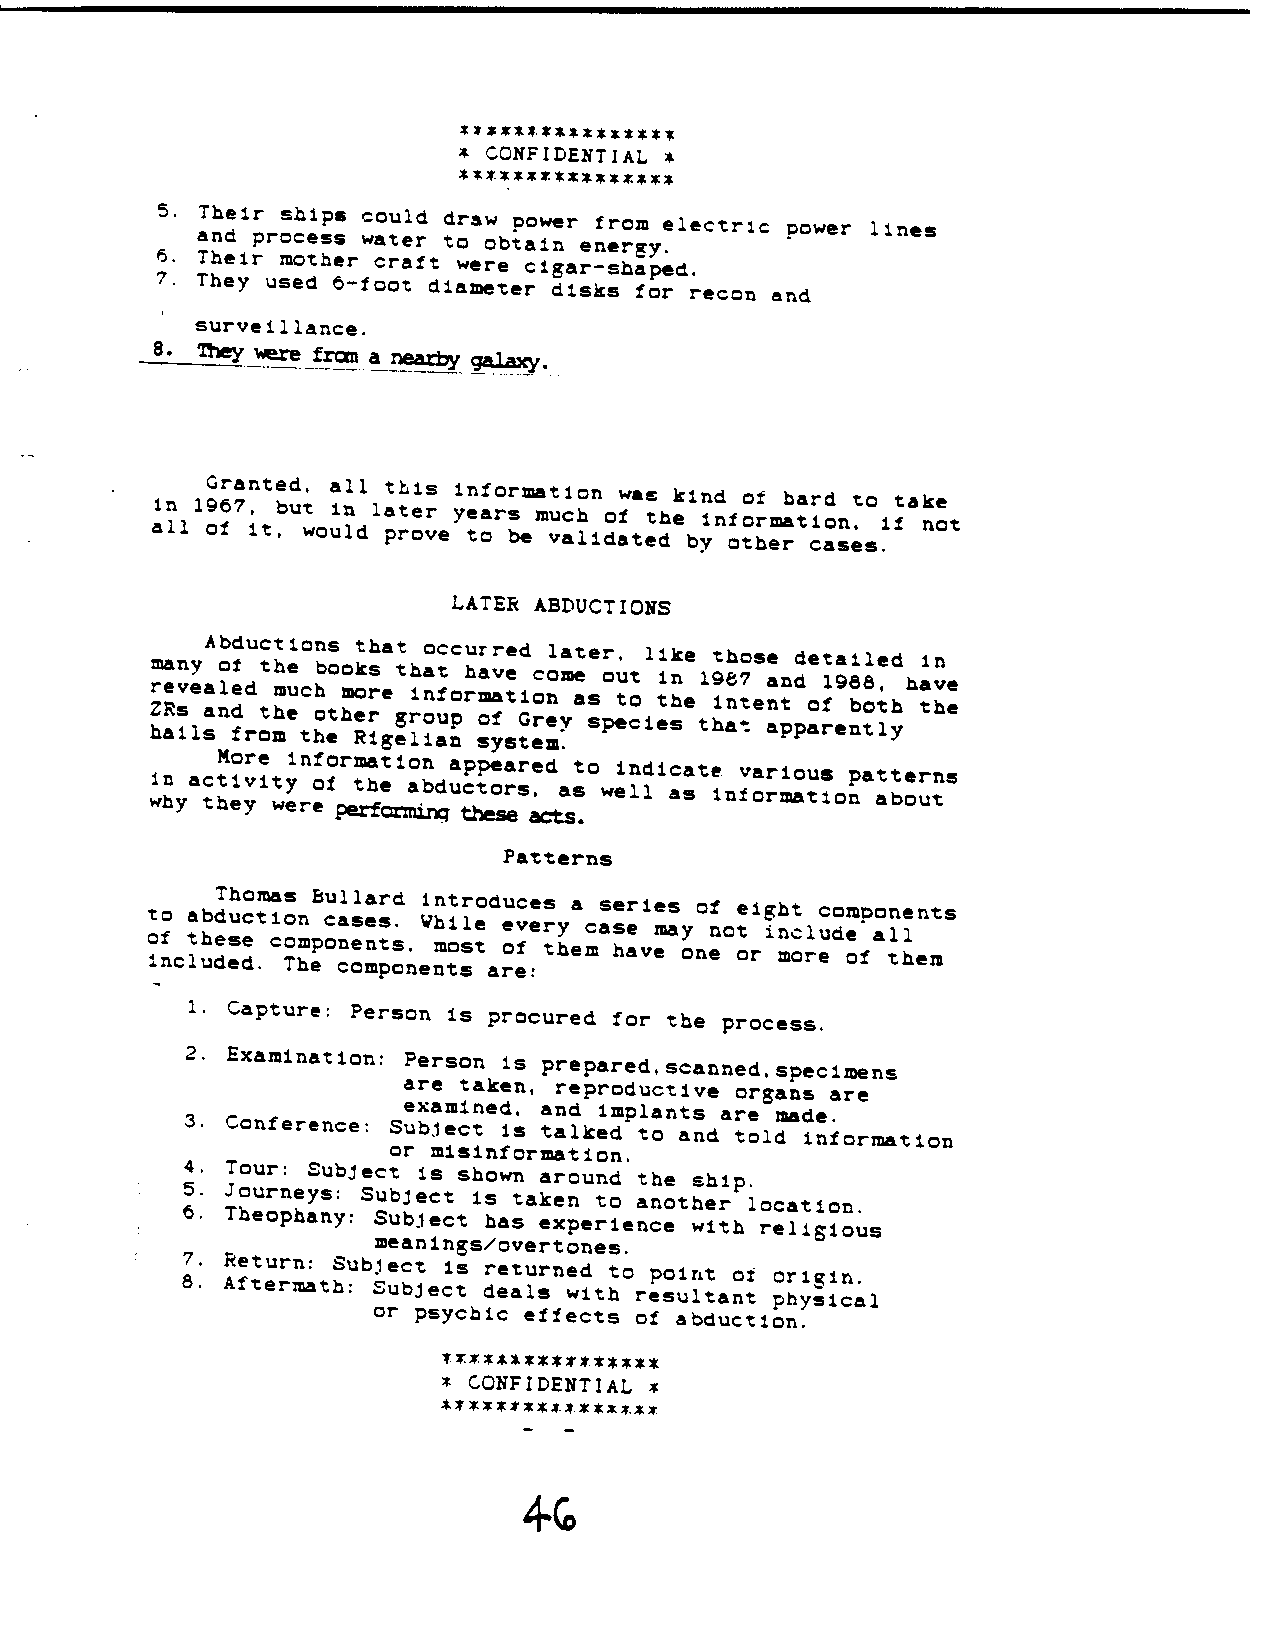 ****************
* CONFIDENTIAL *
****************
5. Their ships could draw power from electric power lines
and process water to obtain energy.
6. Their mother craft were cigar-shaped.
7. They used 6-foot diameter disks for recon and
surveillance.
8. They were from a nearby galaxy.
Granted, all this information was kind of hard to take
in 1967, but in later years much of the information, if not
all of it, would prove to be validated by other cases.
LATER ABDUCTIONS
Abductions that occurred later, like those detailed in
many of the books that have come out in 1987 and 1988, have
revealed much more information as to the intent of both the
ZRs and the other group of Grey species that apparently
hails from the Rigelian system.
More information appeared to indicate various patterns
in activity of the abductors, as well as information about
why they were performing these acts.
Patterns
Thomas Bullard introduces a series of eight components
to abduction cases. While every case may not include all
of these components, most of them have one or more of them
included. The components are:
1. Capture: Person is procured for the process.
2. Examination: Person is prepared,scanned,specimens
are taken, reproductive organs are
examined, and implants are made.
3. Conference: Subject is talked to and told information
or misinformation.
4. Tour: Subject is shown around the ship.
5. Journeys: Subject is taken to another location.
6. Theophany: Subject has experience with religious
meanings/overtones.
7. Return: Subject is returned to point of origin.
8. Aftermath: Subject deals with resultant physical
or psychic effects of abduction.
****************
* CONFIDENTIAL *
****************
46